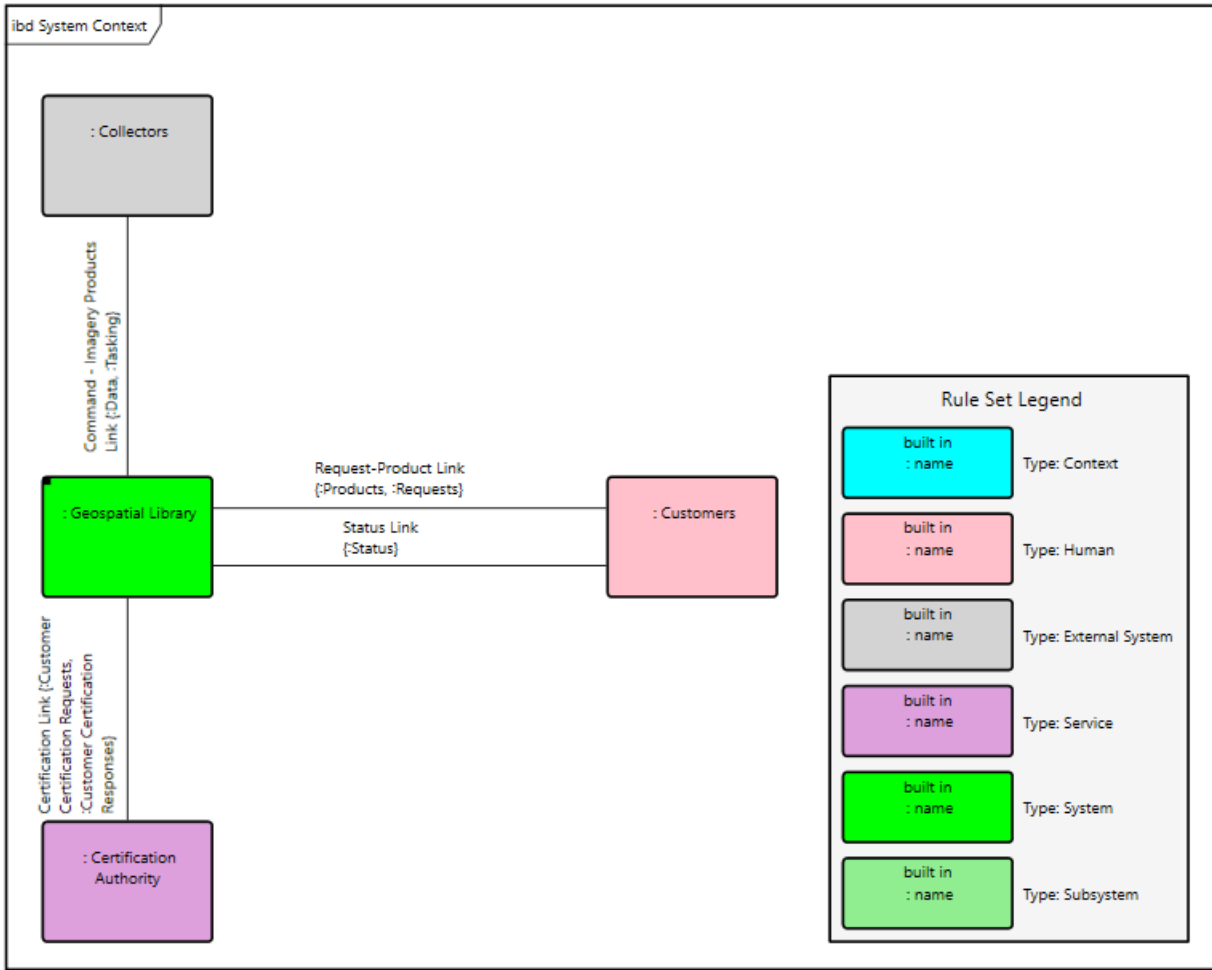 ibd System Context
: Collectors
Command - Imagery Products
Link {:Data, :Tasking}
: Geospatial Library
Request-Product Link
{:Products, :Requests}
Status Link
{:Status}
: Customers
Certification Link {:Customer
Certification Requests,
:Customer Certification
Responses}
: Certification
Authority
Rule Set Legend
built in
: name
Type: Context
built in
: name
Type: Human
built in
: name
Type: External System
built in
: name
Type: Service
built in
: name
Type: System
built in
: name
Type: Subsystem